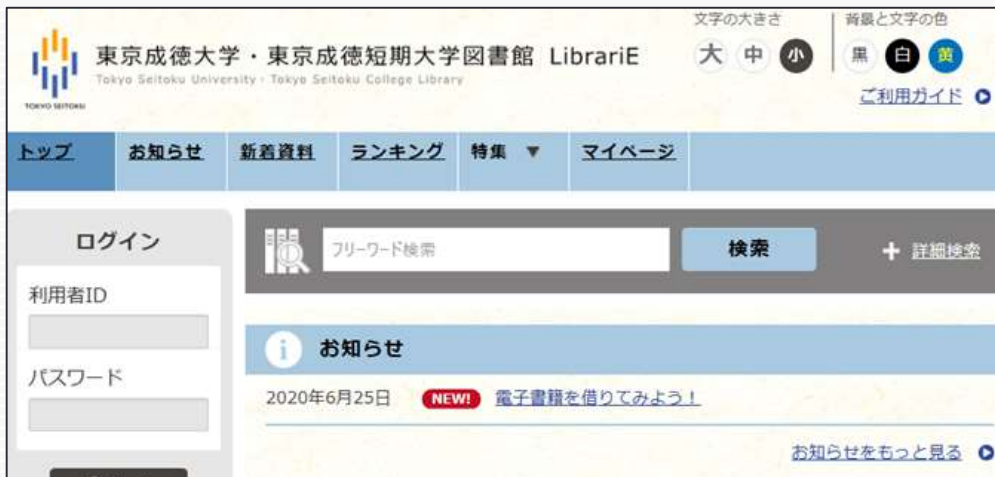 文字の大きさ
背景と文字の色
東京成徳大学・東京成徳短期大学図書館 LibrariE
大 中 小
黒 白 黄
Tokyo Seitoku University・Tokyo Seitoku College Library
TOKYO SEITOKU
ご利用ガイド
トップ お知らせ 新着資料 ランキング 特集 ▼ マイページ
ログイン
フリーワード検索
検索
+ 詳細検索
利用者ID
i お知らせ
パスワード
2020年6月25日 NEW! 電子書籍を借りてみよう！
お知らせをもっと見る